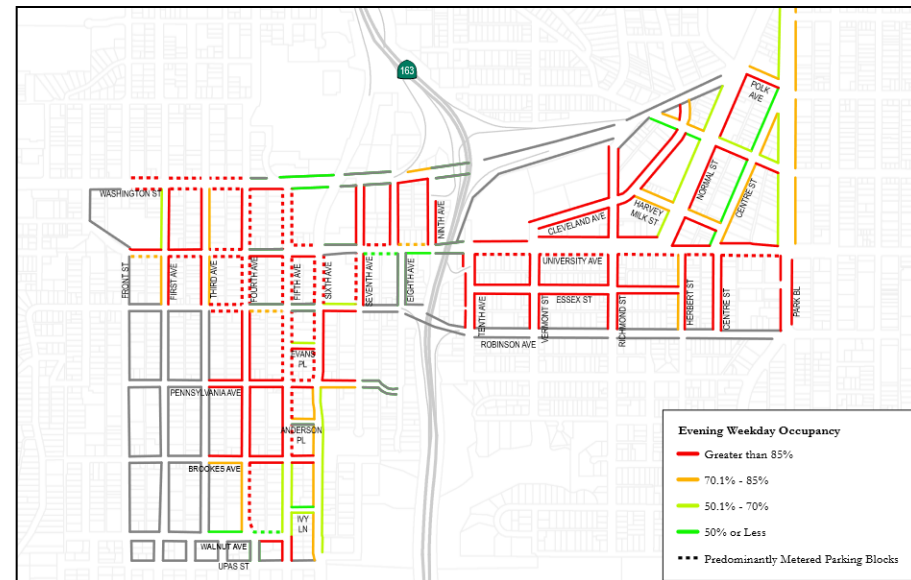 163
POLK
AVE
WASHINGTON ST
NORMAL ST
CENTRE ST
HARVEY
MILK ST
NINTH AVE
CLEVELAND AVE
UNIVERSITY AVE
FRONT ST
FIRST AVE
THIRD AVE
FOURTH AVE
FIFTH AVE
SIXTH AVE
SEVENTH AVE
EIGHTH AVE
TENTH AVE
VERMONT ST
ESSEX ST
RICHMOND ST
HERBERT ST
CENTRE ST
PARK BL
ROBINSON AVE
EVANS
PL
PENNSYLVANIA AVE
ANDERSON
PL
BROOKES AVE
IVY
LN
WALNUT AVE
UPAS ST
Evening Weekday Occupancy
Greater than 85%
70.1% - 85%
50.1% - 70%
50% or Less
Predominantly Metered Parking Blocks